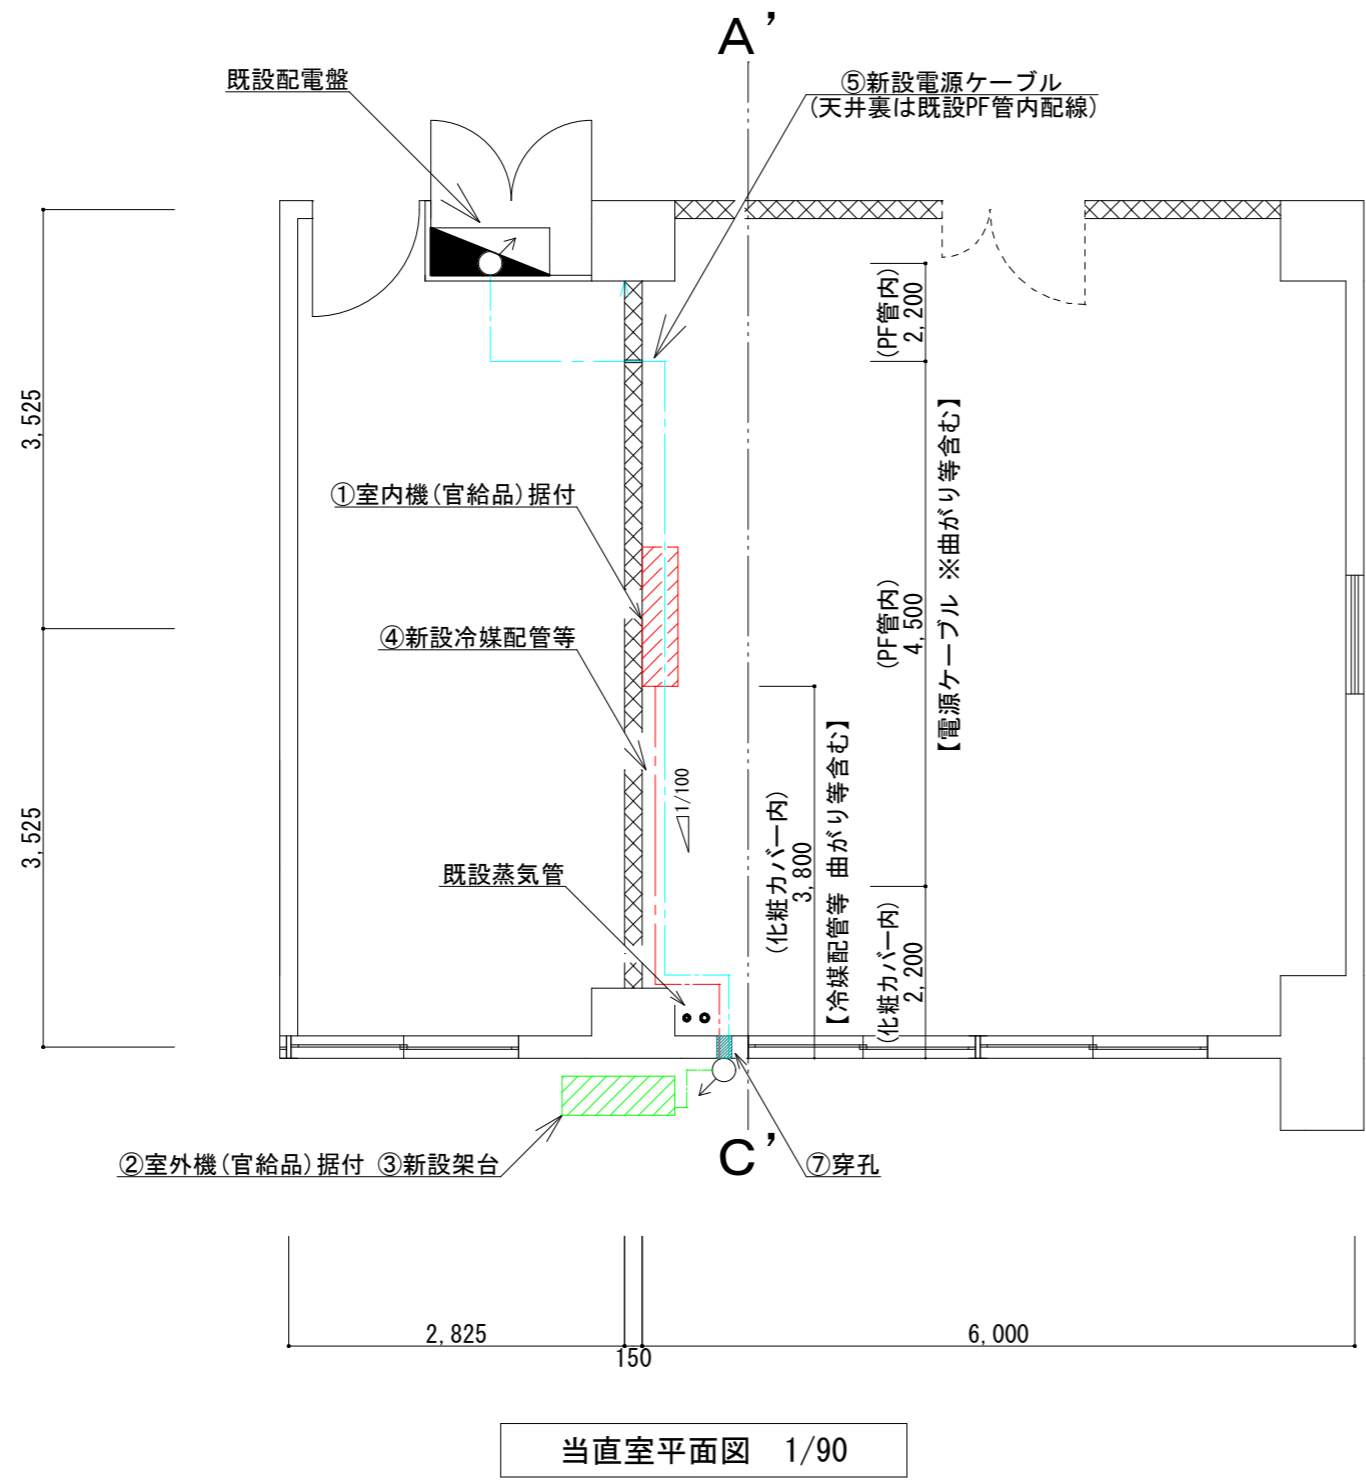 A’
既設配電盤
⑤新設電源ケーブル
(天井裏は既設PF管内配線)
(PF管内)
2,200
3,525
【電源ケーブル ※曲がり等含む】
①室内機(官給品)据付
(PF管内)
4,500
④新設冷媒配管等
1/100
3,525
(化粧カバー内)
3,800
【冷媒配管等 曲がり等含む】
既設蒸気管
(化粧カバー内)
2,200
C’
②室外機(官給品)据付 ③新設架台
⑦穿孔
2,825
150
6,000
当直室平面図 1/90